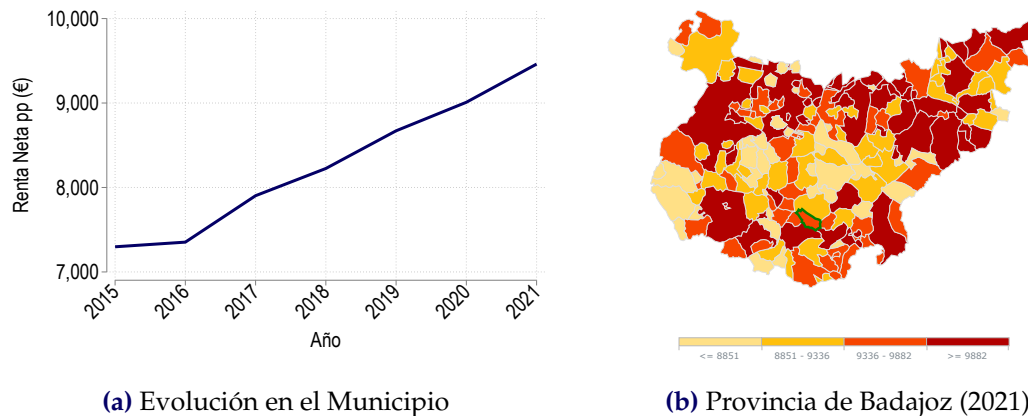 10,000
9,000
8,000
7,000
Renta Neta pp (€)
2015
2016
2017
2018
2019
2020
2021
Año
<= 8851
8851 - 9336
9336 - 9882
>= 9882
(a) Evolución en el Municipio
(b) Provincia de Badajoz (2021)